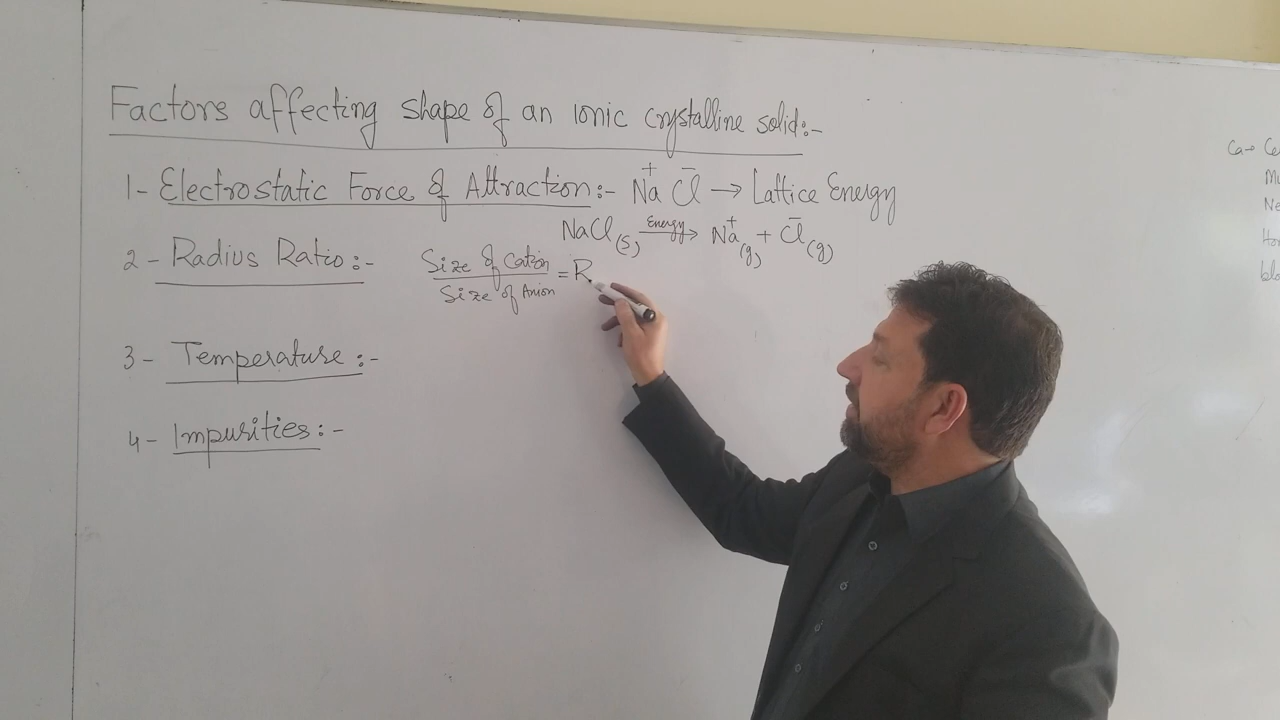 Factors affecting shape of an ionic crystalline solid:-
1- Electrostatic Force of Attraction:- Na⁺ Cl⁻ → Lattice Energy
NaCl(s) Energy→ Na⁺(g) + Cl⁻(g)
2- Radius Ratio:- Size of Cation
Size of Anion = R
3- Temperature:-
4- Impurities:-
Ca→